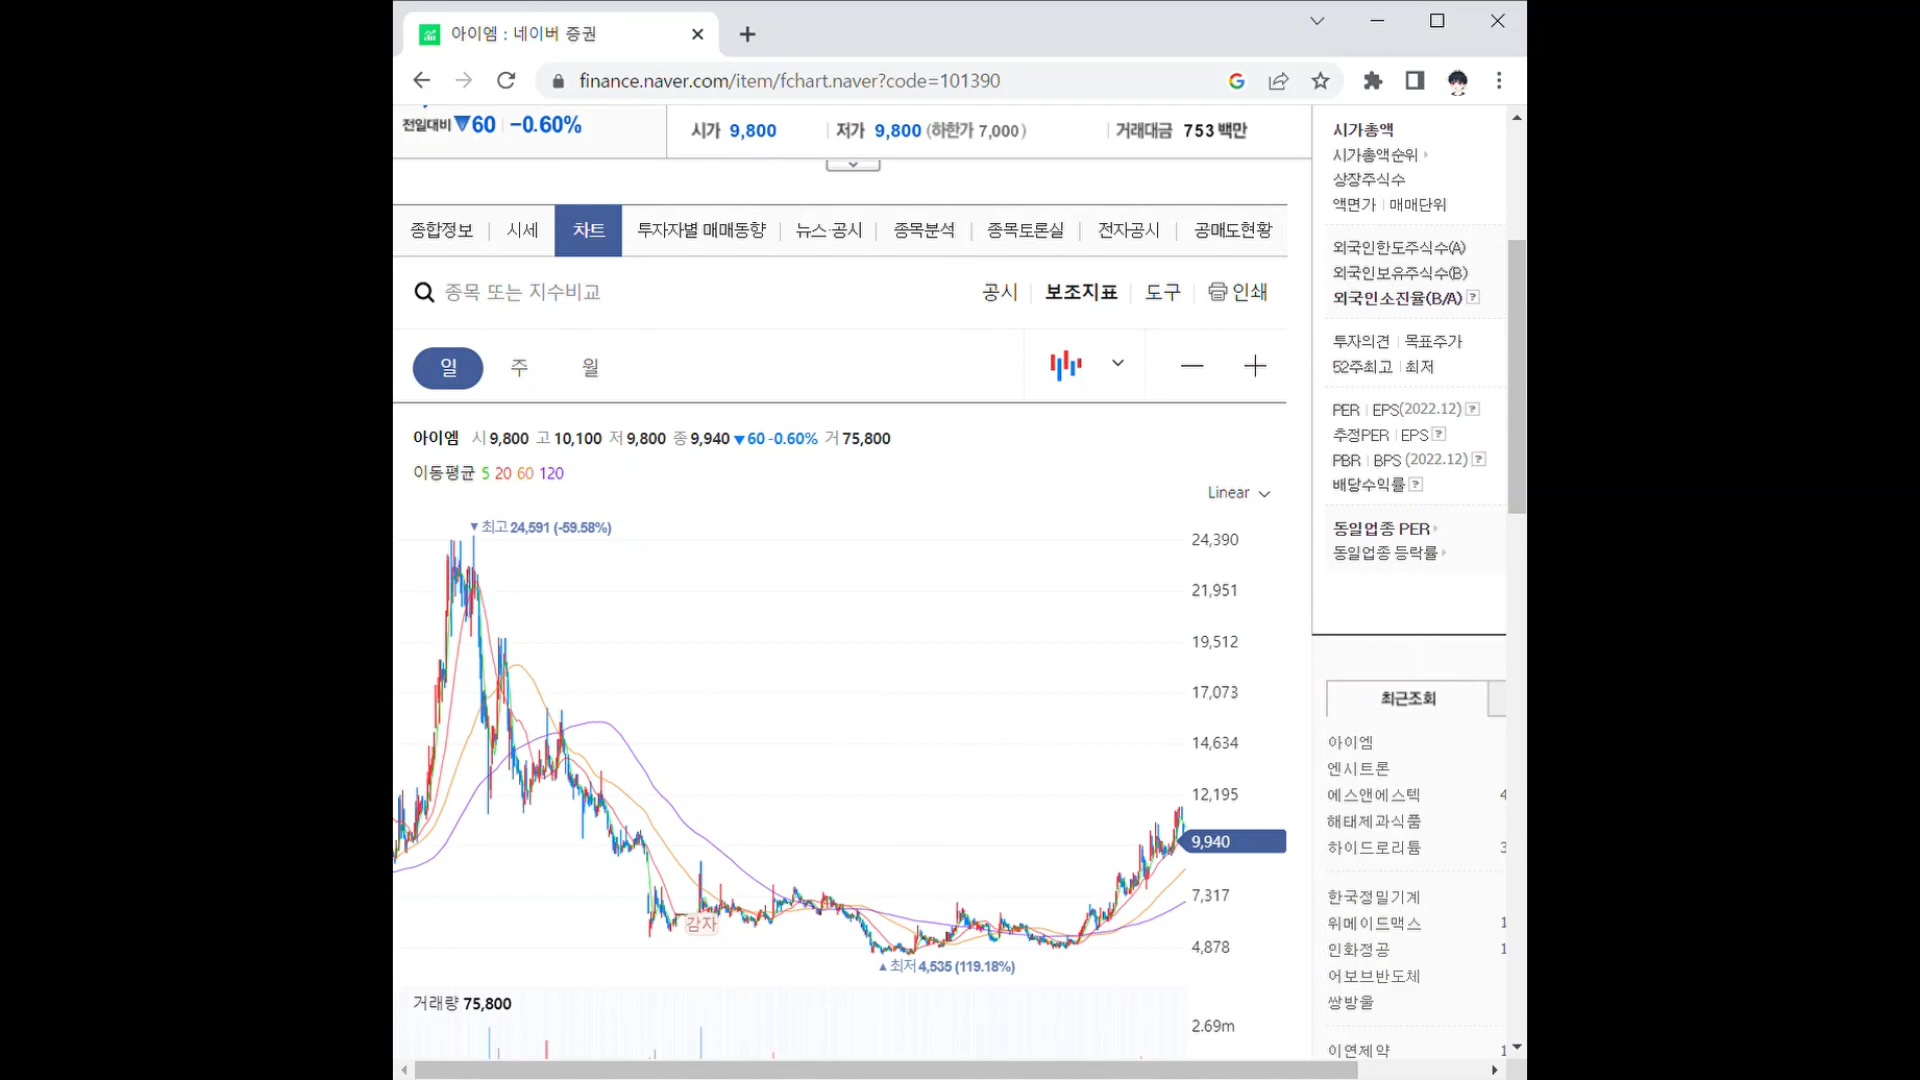 아이엠 : 네이버 증권
finance.naver.com/item/fchart.naver?code=101390
전일대비 ▼60 -0.60%
시가 9,800 저가 9,800 (하한가 7,000) 거래대금 753 백만
종합정보 시세 차트 투자자별 매매동향 뉴스·공시 종목분석 종목토론실 전자공시 공매도현황
종목 또는 지수비교
공시 보조지표 도구 인쇄
일 주 월
아이엠 시 9,800 고 10,100 저 9,800 종 9,940 ▼60 -0.60% 거 75,800
이동평균 5 20 60 120
Linear
▼최고 24,591 (-59.58%)
24,390
21,951
19,512
17,073
14,634
12,195
9,940
7,317
4,878
감자
▲최저 4,535 (119.18%)
거래량 75,800
2.69m
시가총액
시가총액순위
상장주식수
액면가 매매단위
외국인한도주식수(A)
외국인보유주식수(B)
외국인소진율(B/A) ?
투자의견 목표주가
52주최고 최저
PER EPS(2022.12) ?
추정PER EPS ?
PBR BPS (2022.12) ?
배당수익률 ?
동일업종 PER
동일업종 등락률
최근조회
아이엠
엔시트론
에스앤에스텍 4
해태제과식품
하이드로리튬 3
한국정밀기계
위메이드맥스 1
인화정공 1
어보브반도체
쌍방울
이연제약 1